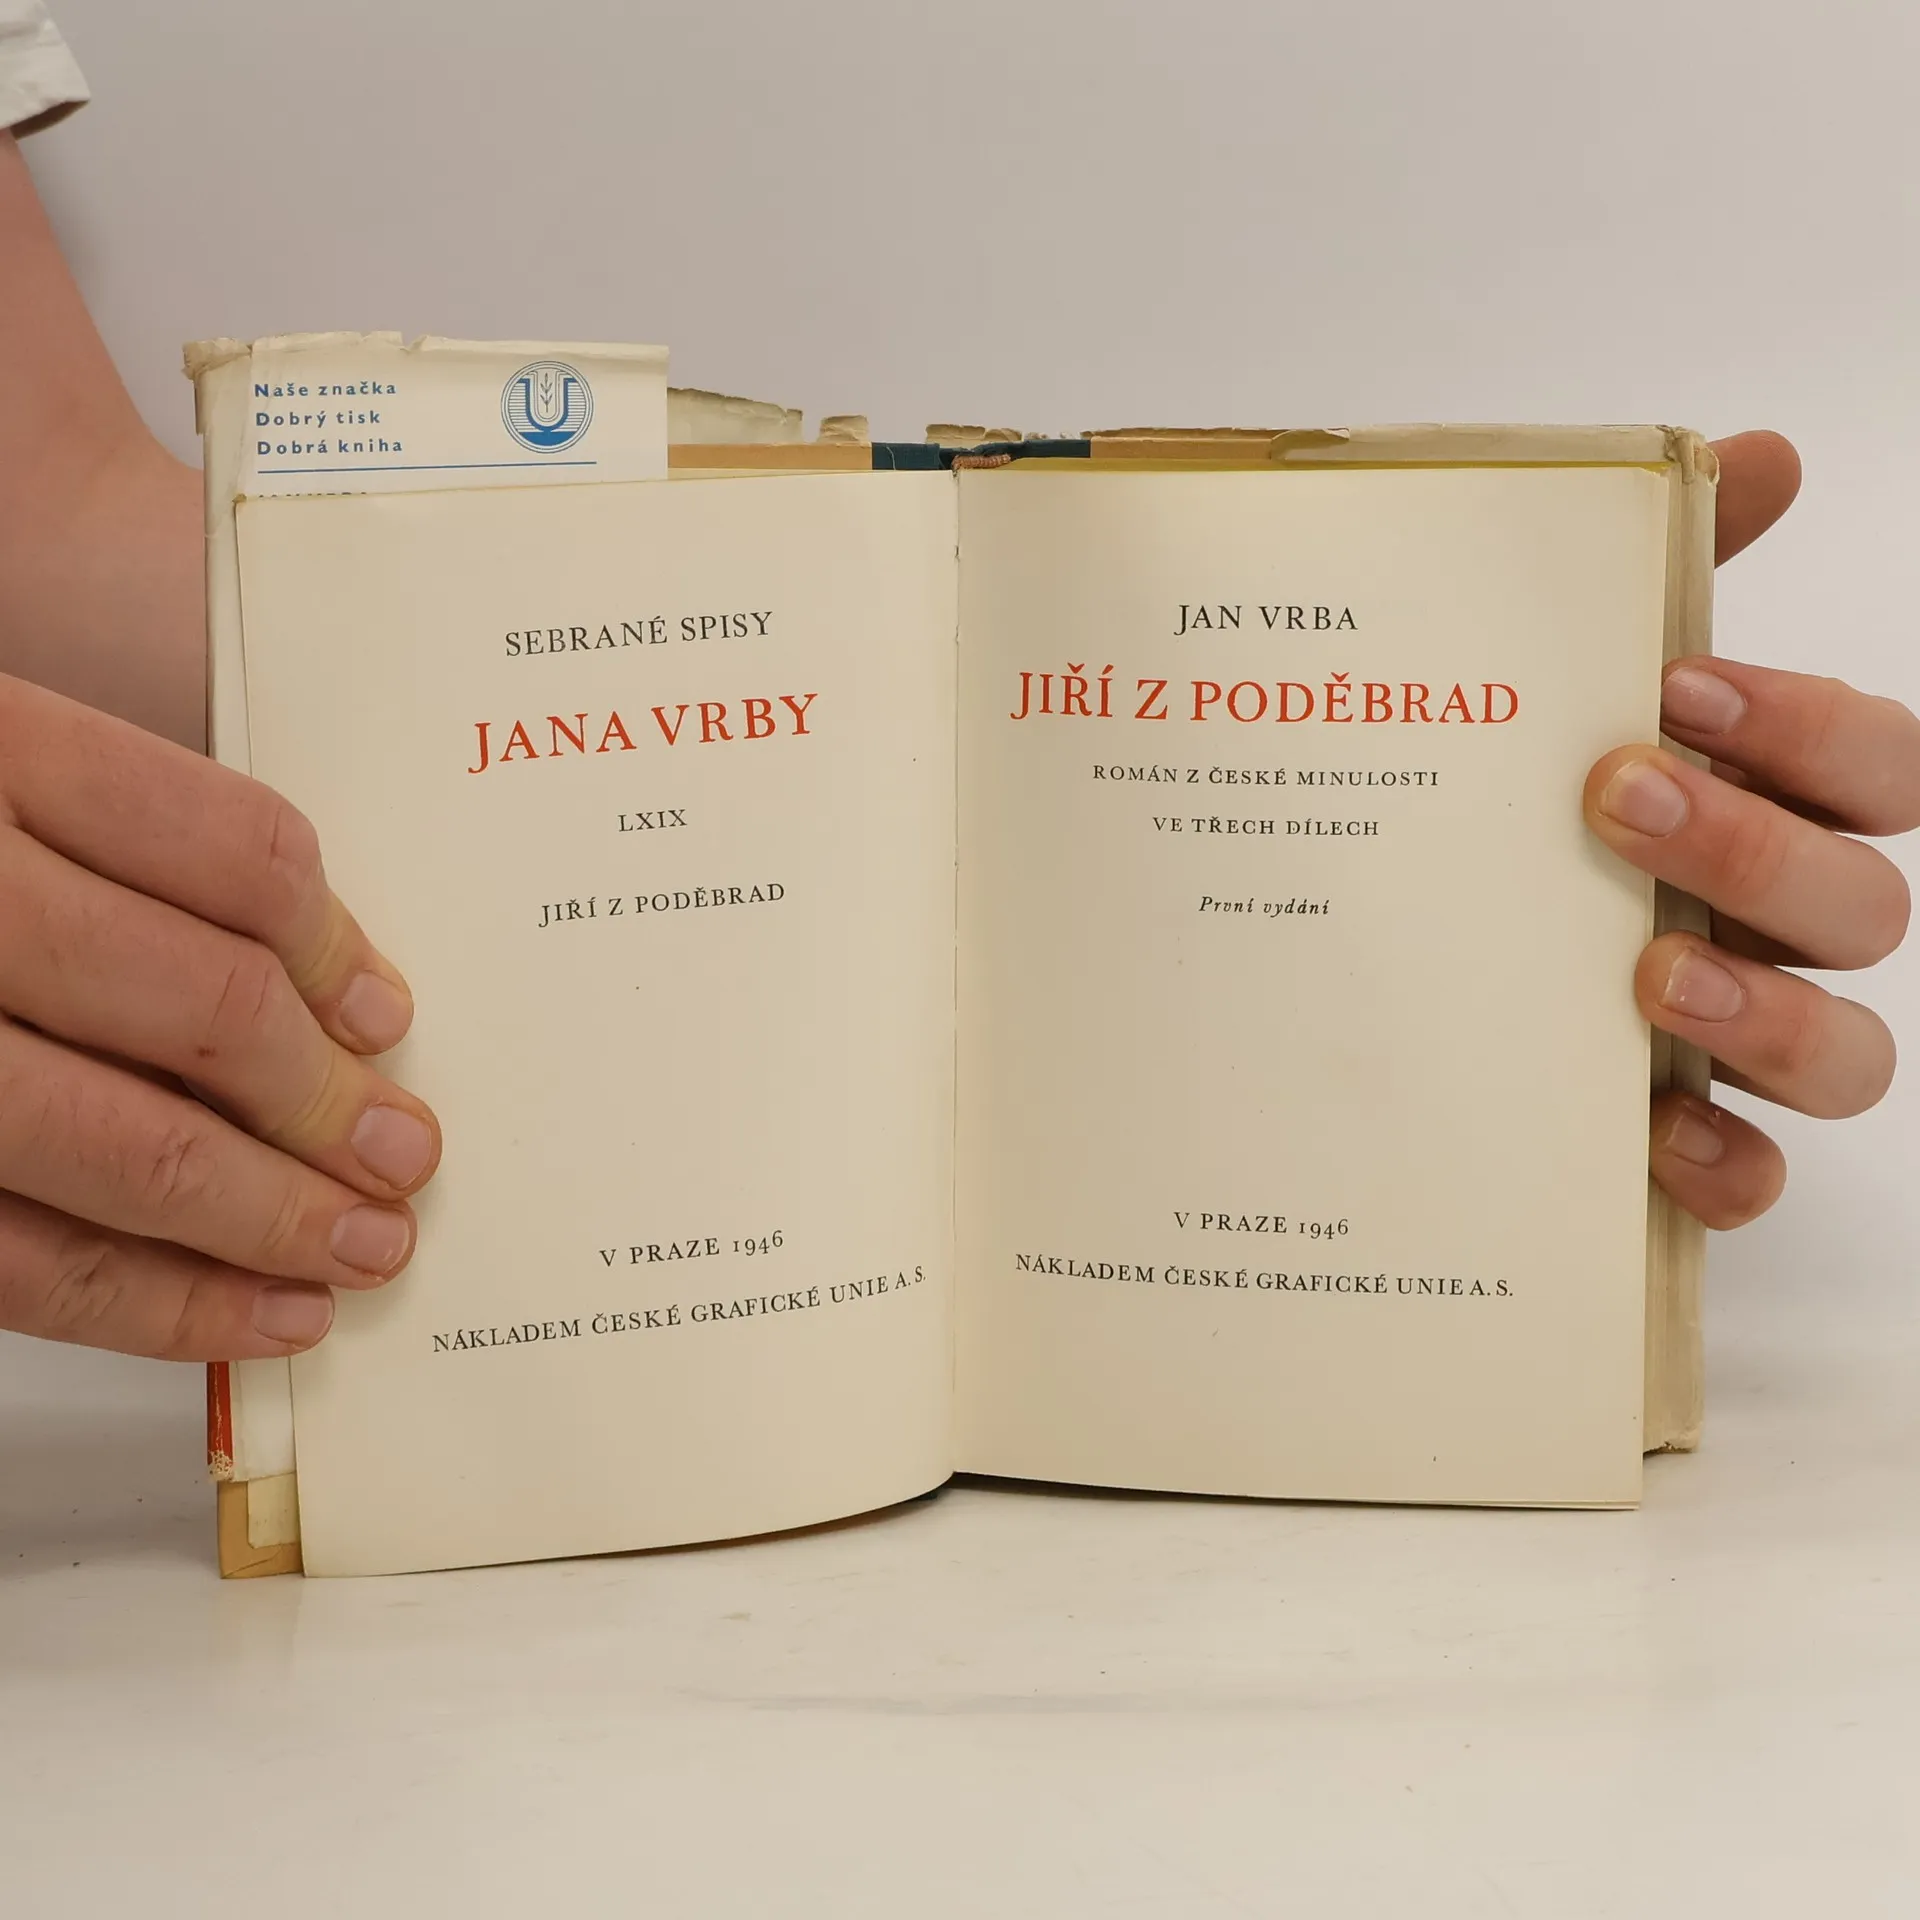 Naše značka
Dobrý tisk
Dobrá kniha
SEBRANÉ SPISY
JANA VRBY
LXIX
JIŘÍ Z PODĚBRAD
V PRAZE 1946
NÁKLADEM ČESKÉ GRAFICKÉ UNIE A. S.
JAN VRBA
JIŘÍ Z PODĚBRAD
ROMÁN Z ČESKÉ MINULOSTI
VE TŘECH DÍLECH
První vydání
V PRAZE 1946
NÁKLADEM ČESKÉ GRAFICKÉ UNIE A. S.